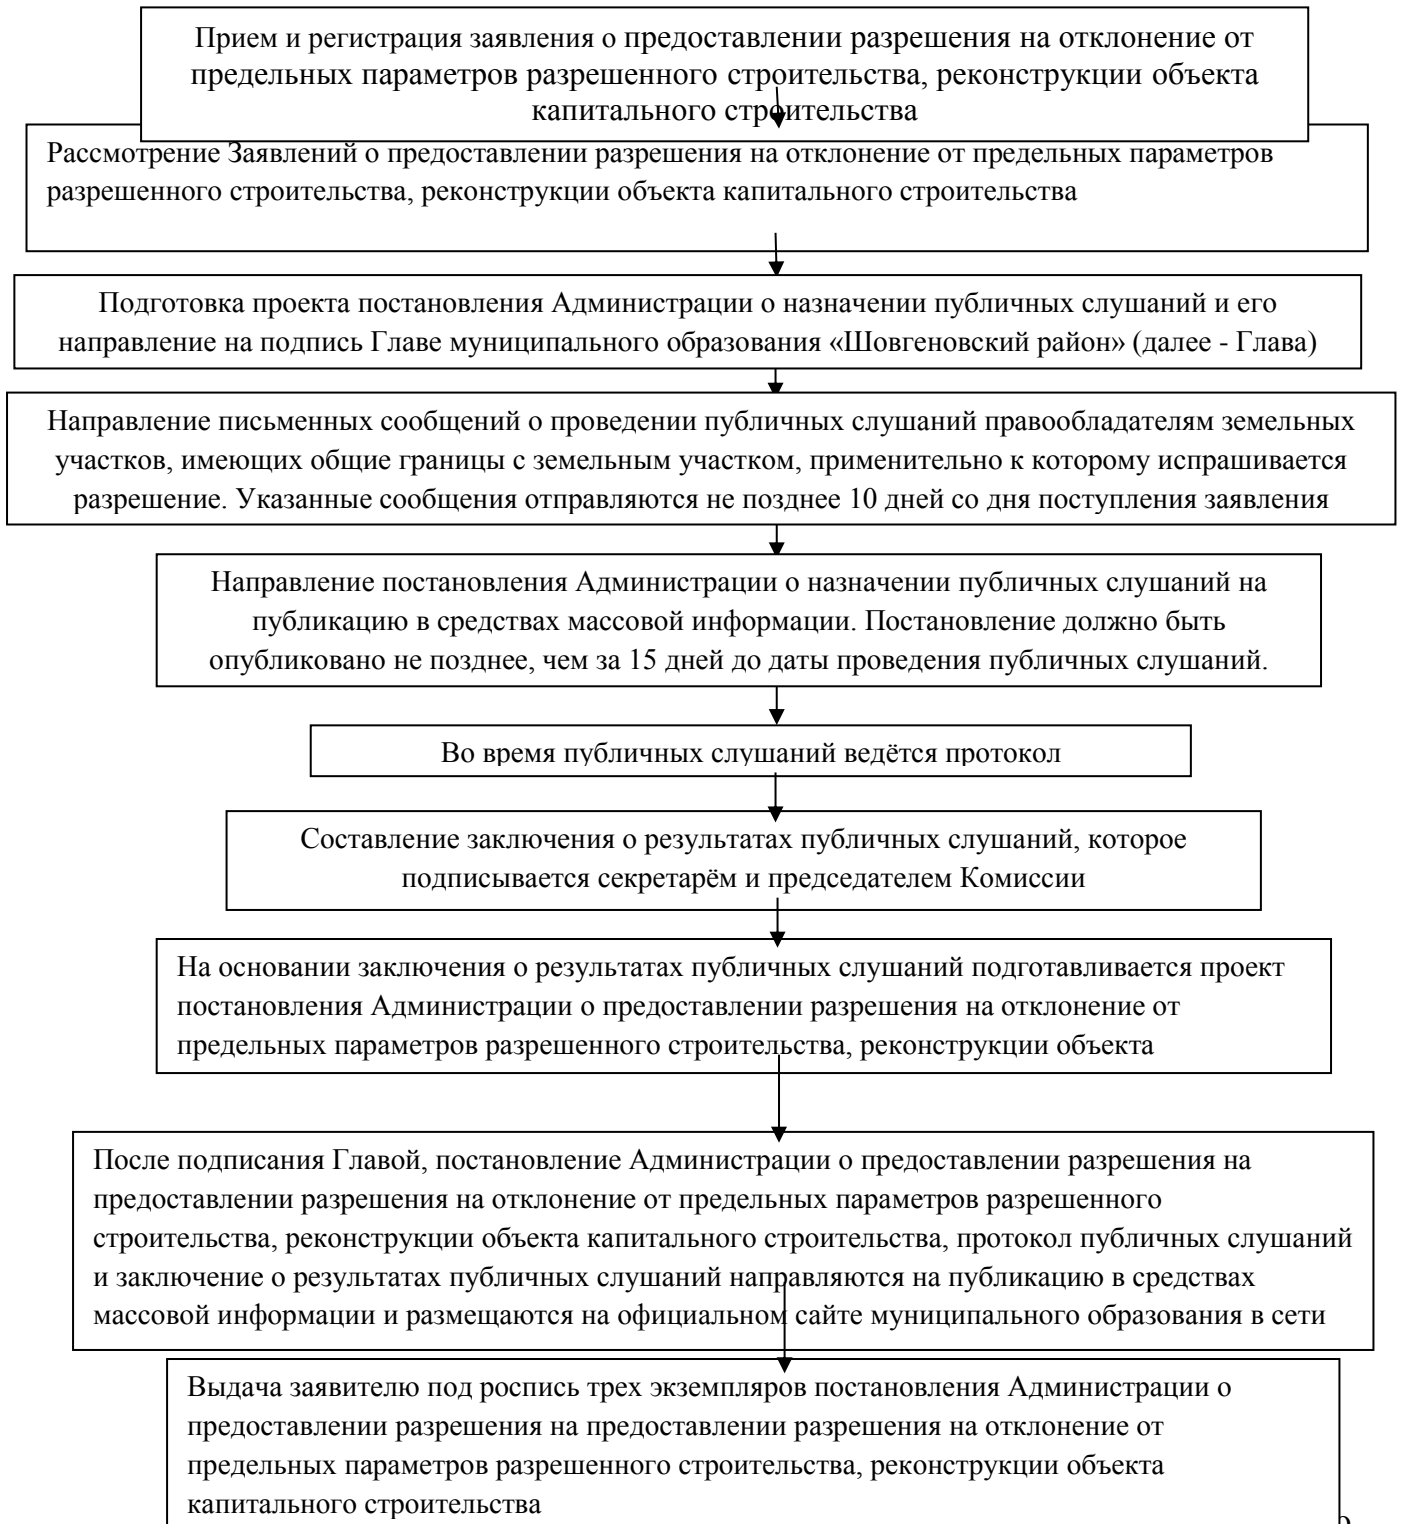 Прием и регистрация заявления о предоставлении разрешения на отклонение от
предельных параметров разрешенного строительства, реконструкции объекта
капитального строительства
Рассмотрение Заявлений о предоставлении разрешения на отклонение от предельных параметров
разрешенного строительства, реконструкции объекта капитального строительства
Подготовка проекта постановления Администрации о назначении публичных слушаний и его
направление на подпись Главе муниципального образования «Шовгеновский район» (далее - Глава)
Направление письменных сообщений о проведении публичных слушаний правообладателям земельных
участков, имеющих общие границы с земельным участком, применительно к которому испрашивается
разрешение. Указанные сообщения отправляются не позднее 10 дней со дня поступления заявления
Направление постановления Администрации о назначении публичных слушаний на
публикацию в средствах массовой информации. Постановление должно быть
опубликовано не позднее, чем за 15 дней до даты проведения публичных слушаний.
Во время публичных слушаний ведётся протокол
Составление заключения о результатах публичных слушаний, которое
подписывается секретарём и председателем Комиссии
На основании заключения о результатах публичных слушаний подготавливается проект
постановления Администрации о предоставлении разрешения на отклонение от
предельных параметров разрешенного строительства, реконструкции объекта
После подписания Главой, постановление Администрации о предоставлении разрешения на
предоставлении разрешения на отклонение от предельных параметров разрешенного
строительства, реконструкции объекта капитального строительства, протокол публичных слушаний
и заключение о результатах публичных слушаний направляются на публикацию в средствах
массовой информации и размещаются на официальном сайте муниципального образования в сети
Выдача заявителю под роспись трех экземпляров постановления Администрации о
предоставлении разрешения на предоставлении разрешения на отклонение от
предельных параметров разрешенного строительства, реконструкции объекта
капитального строительства